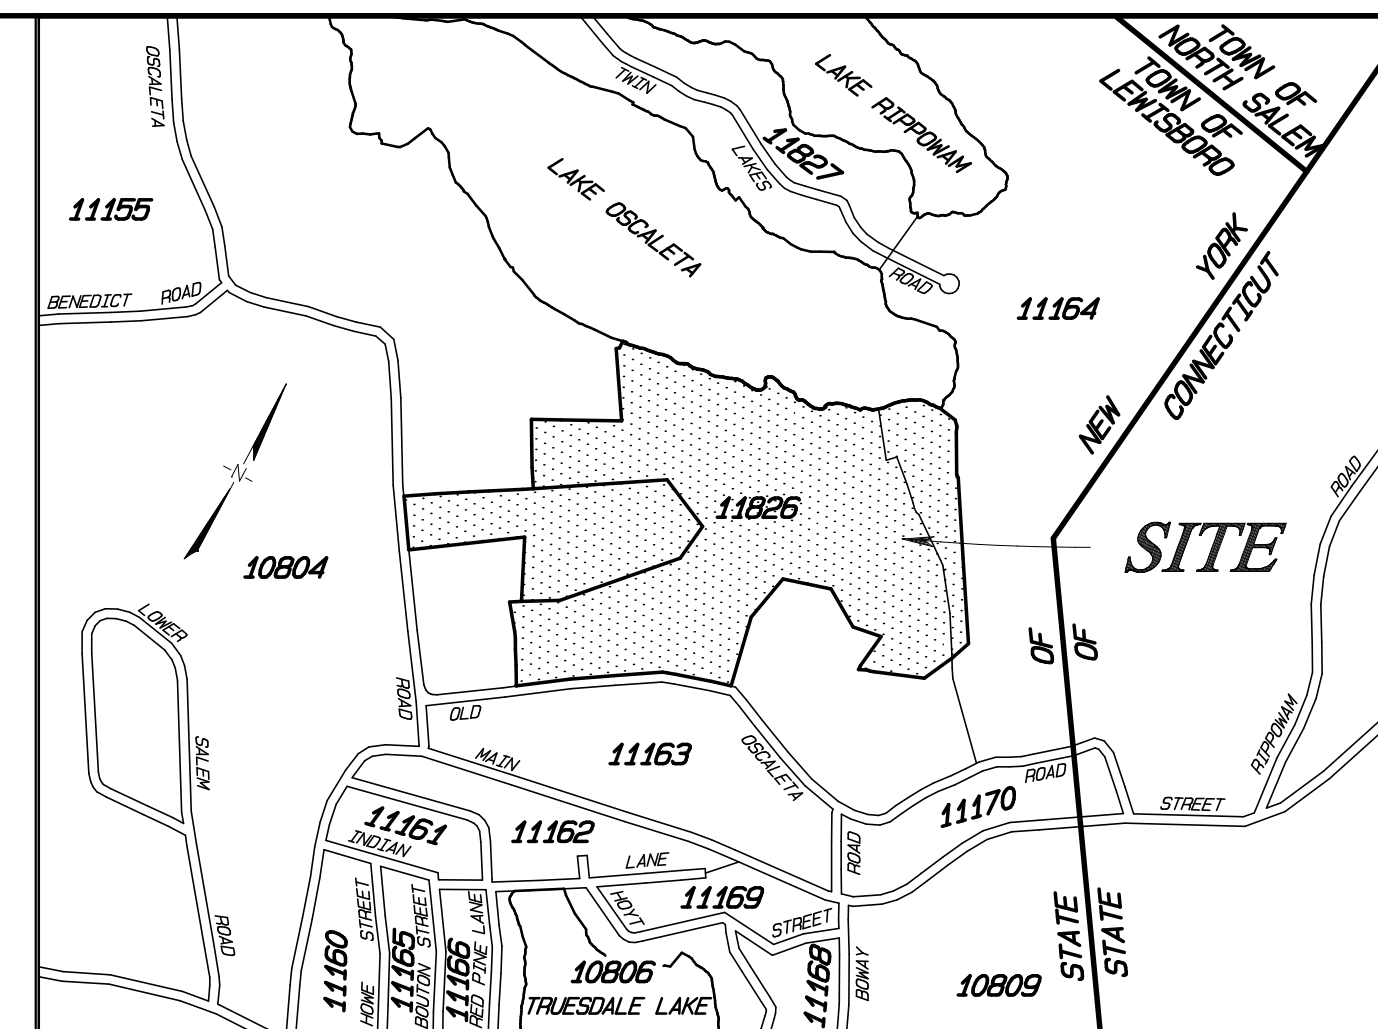 TOWN OF
NORTH SALEM
TOWN OF
LEWISBORO
OSCALETA
TWIN
LAKE RIPPOWAM
11827
LAKES
LAKE OSCALETA
11155
BENEDICT ROAD
ROAD
11164
NEW YORK
CONNECTICUT
N
11826
SITE
10804
ROAD
LOWER
SALEM
ROAD
OF
OF
ROAD
OLD
OSCALETA
ROAD
RIPPOWAM
MAIN
11163
11170
STREET
11161
INDIAN
11162
LANE
ROAD
11169
HOYT
STREET
STATE
STATE
11160
HOWE STREET
11165
BOUTON STREET
11166
RED PINE LANE
10806
TRUESDALE LAKE
11168
BOWAY
10809